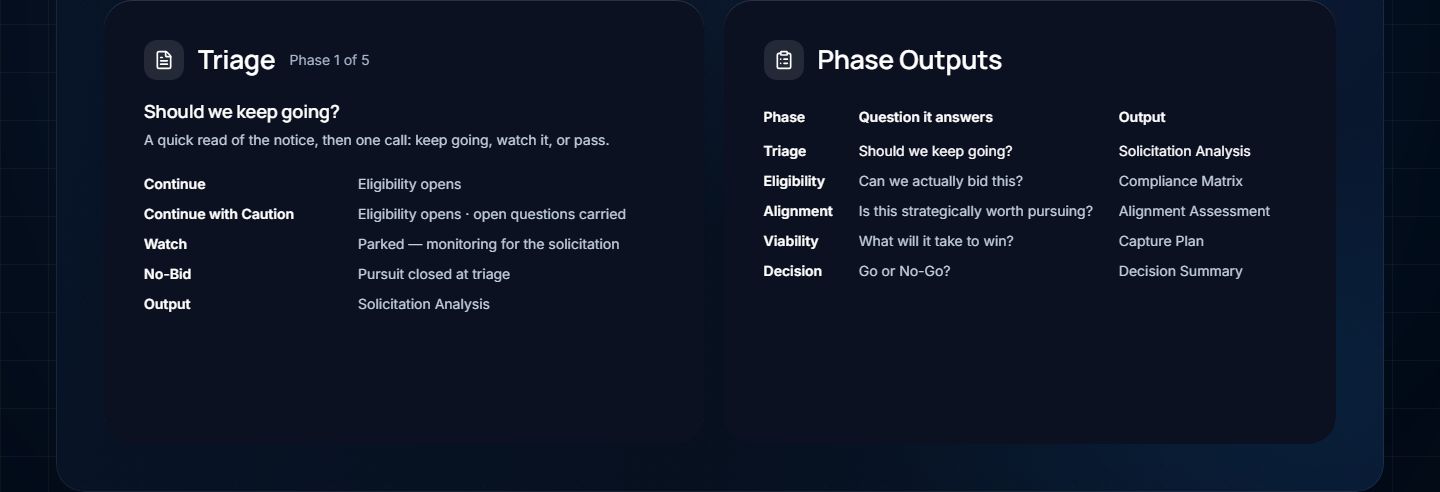 Triage Phase 1 of 5
Should we keep going?
A quick read of the notice, then one call: keep going, watch it, or pass.
Continue Eligibility opens
Continue with Caution Eligibility opens · open questions carried
Watch Parked — monitoring for the solicitation
No-Bid Pursuit closed at triage
Output Solicitation Analysis
Phase Outputs
Phase Question it answers Output
Triage Should we keep going? Solicitation Analysis
Eligibility Can we actually bid this? Compliance Matrix
Alignment Is this strategically worth pursuing? Alignment Assessment
Viability What will it take to win? Capture Plan
Decision Go or No-Go? Decision Summary